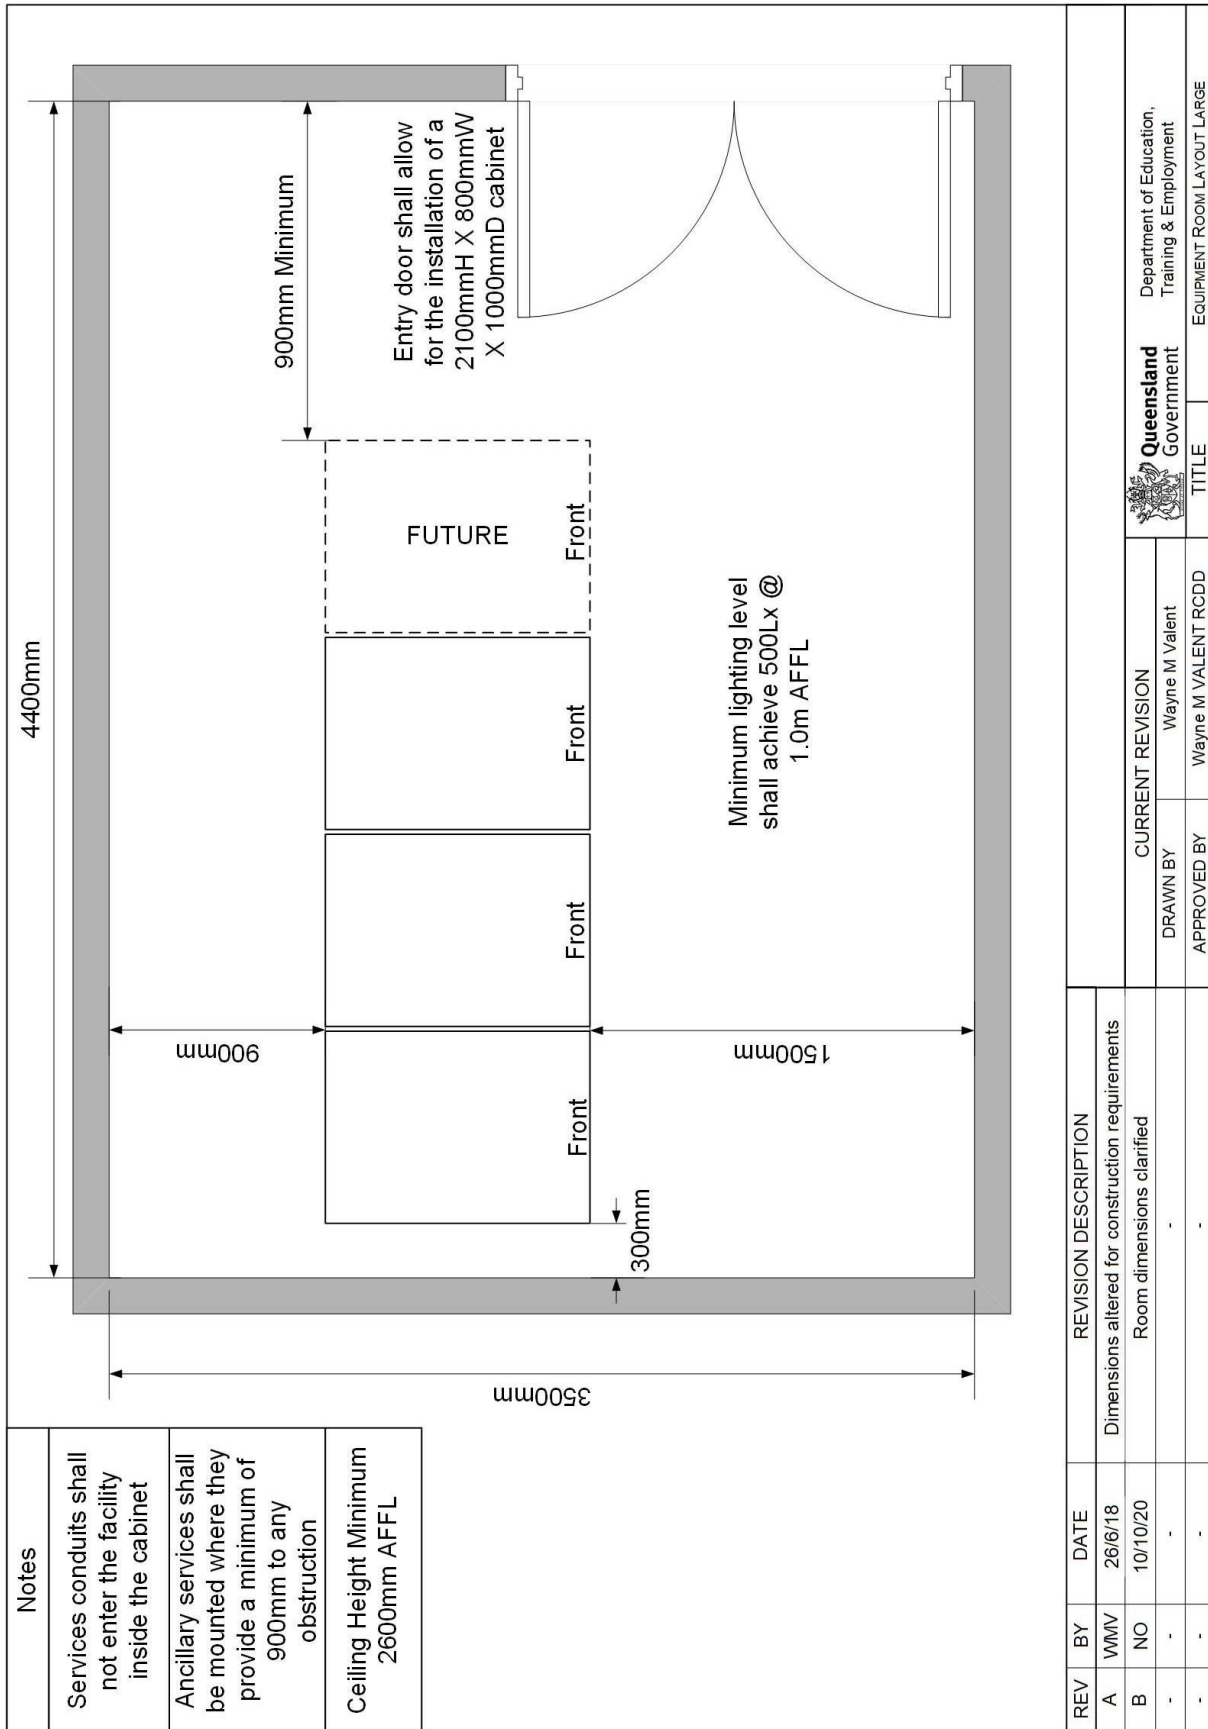 Notes
Services conduits shall
not enter the facility
inside the cabinet
Ancillary services shall
be mounted where they
provide a minimum of
900mm to any
obstruction
Ceiling Height Minimum
2600mm AFFL
4400mm
3500mm
900mm
300mm
1500mm
900mm Minimum
Front
Front
Front
FUTURE
Front
Entry door shall allow
for the installation of a
2100mmH X 800mmW
X 1000mmD cabinet
Minimum lighting level
shall achieve 500Lx @
1.0m AFFL
REV BY DATE REVISION DESCRIPTION
A WMV 26/6/18 Dimensions altered for construction requirements
B NO 10/10/20 Room dimensions clarified
- - - -
- - - -
CURRENT REVISION
DRAWN BY Wayne M Valent
APPROVED BY Wayne M VALENT RCDD
Queensland
Government
Department of Education,
Training & Employment
TITLE EQUIPMENT ROOM LAYOUT LARGE